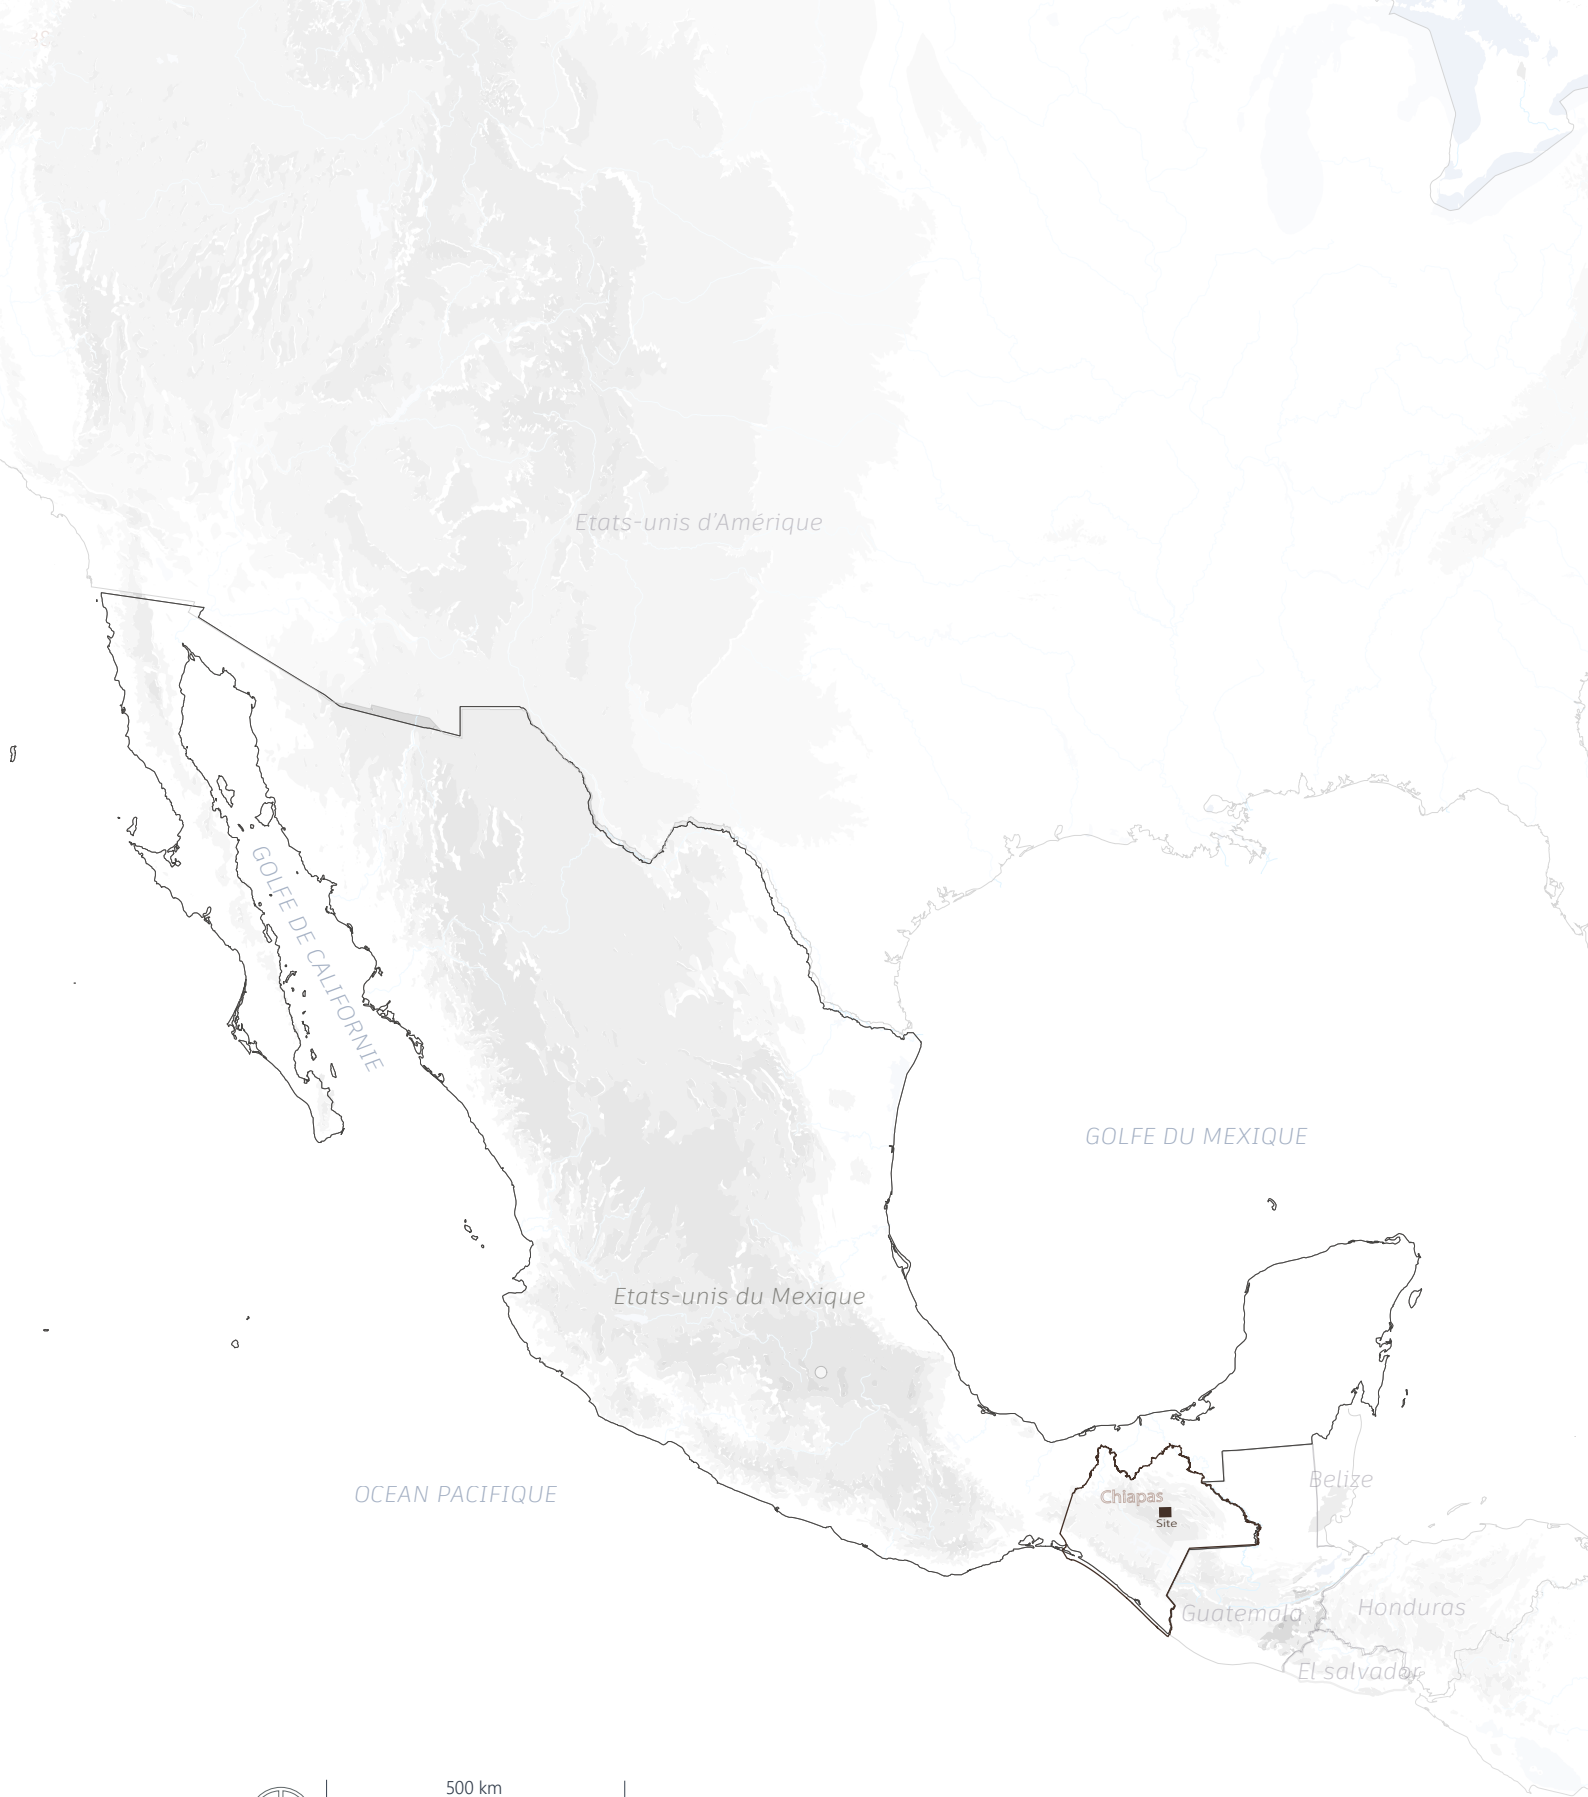 Etats-unis d'Amérique
GOLFE DE CALIFORNIE
GOLFE DU MEXIQUE
Etats-unis du Mexique
OCEAN PACIFIQUE
Belize
Chiapas
Site
Guatemala
Honduras
El salvador
500 km